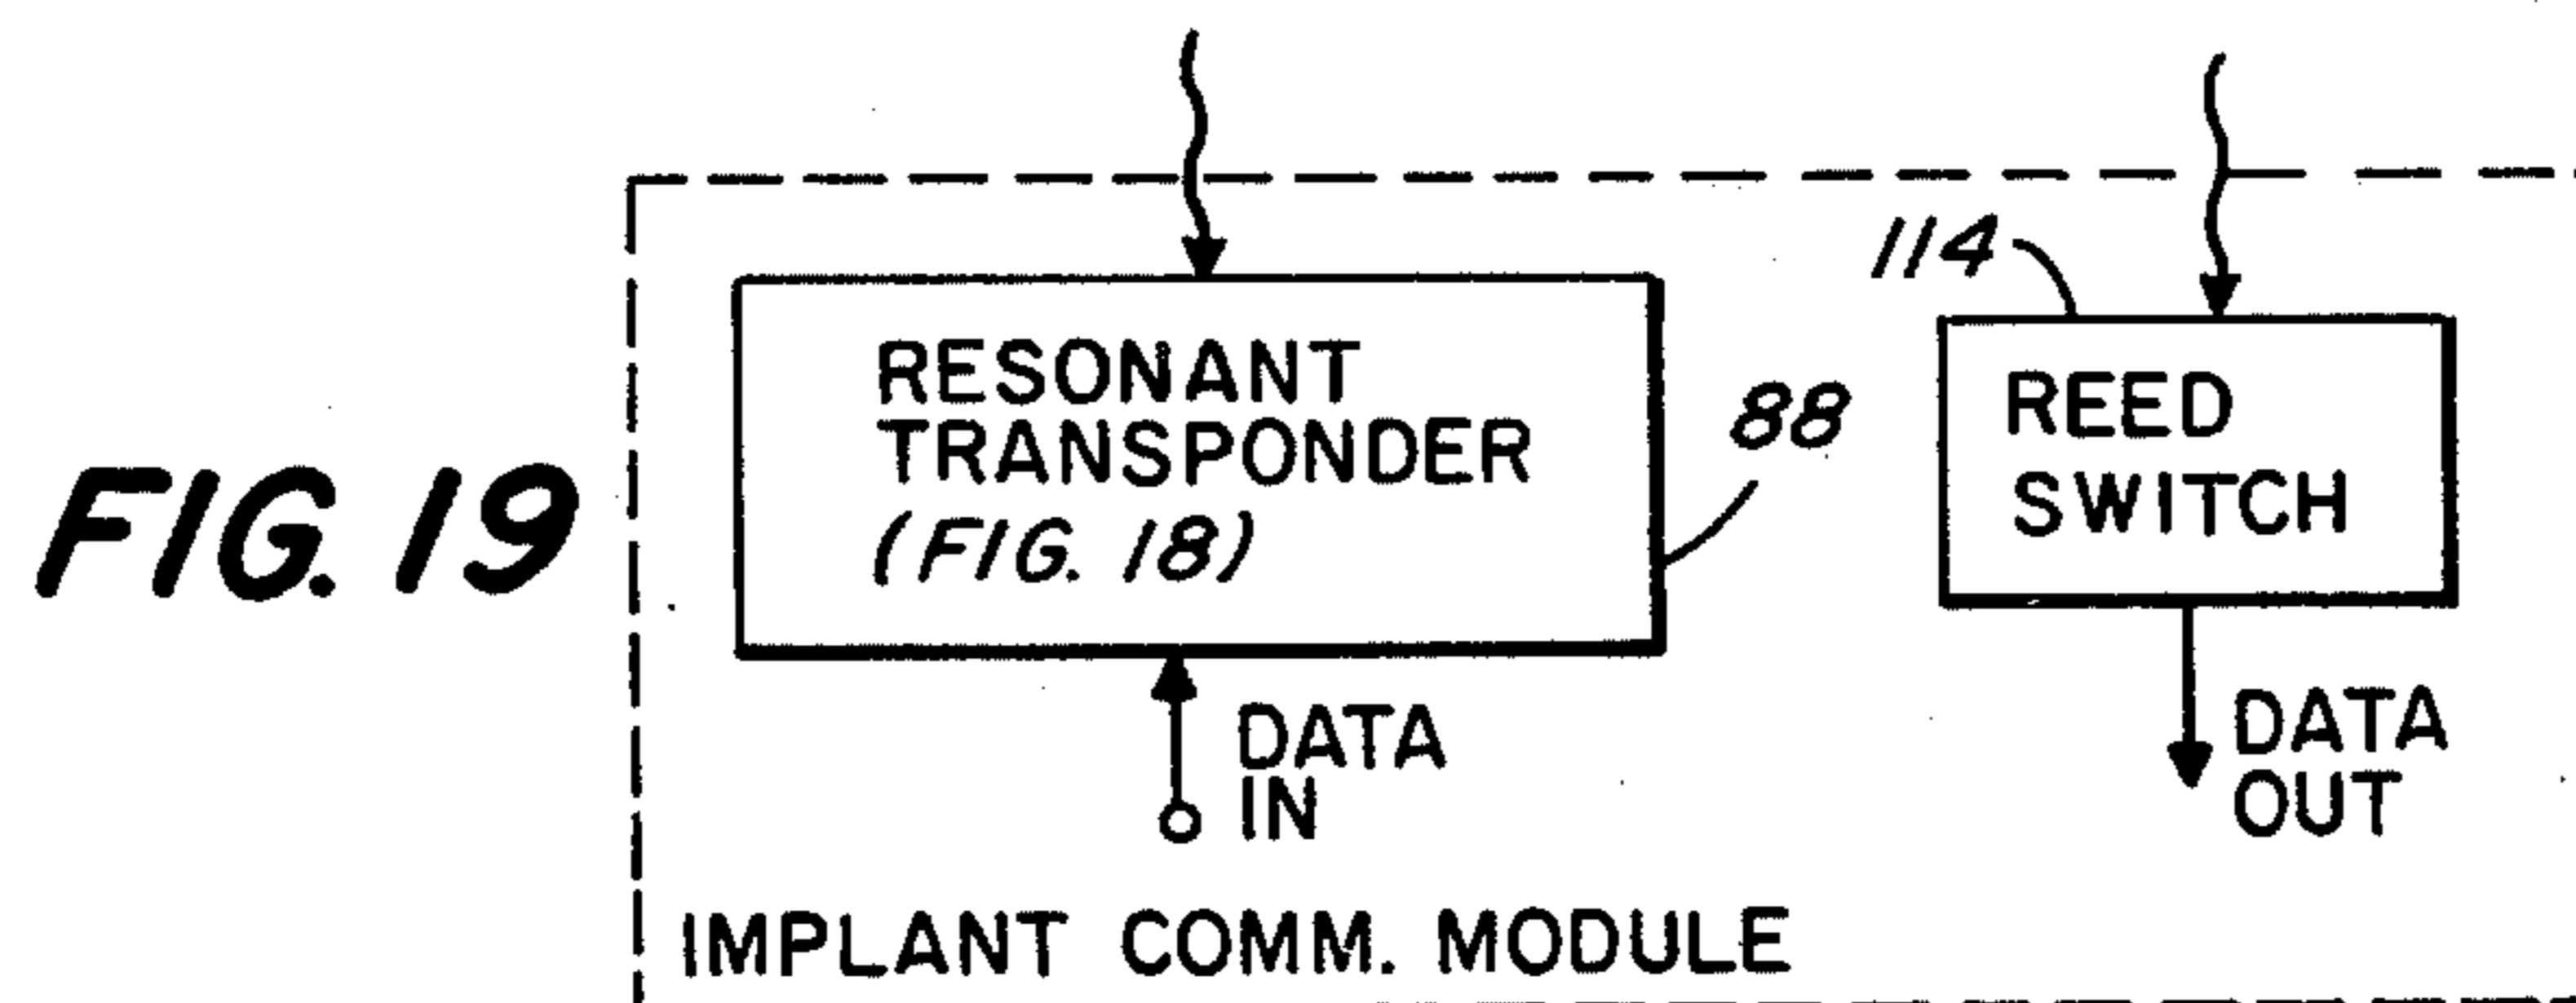 FIG. 19
RESONANT
TRANSPONDER
(FIG. 18)
88
114
REED
SWITCH
DATA
IN
DATA
OUT
IMPLANT COMM. MODULE